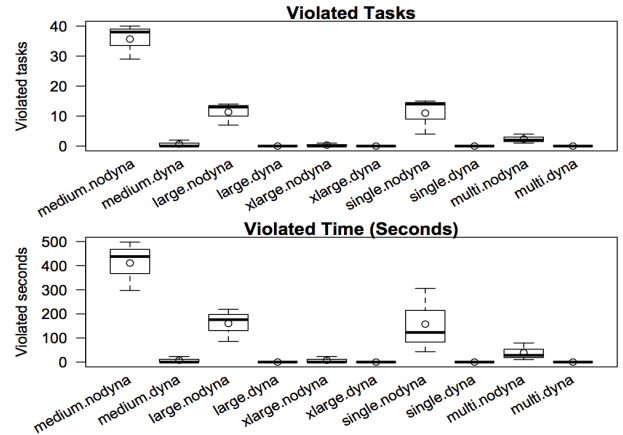 Violated Tasks
Violated tasks
40
30
20
10
0
medium.nodyna
medium.dyna
large.nodyna
large.dyna
xlarge.nodyna
xlarge.dyna
single.nodyna
single.dyna
multi.nodyna
multi.dyna
Violated Time (Seconds)
Violated seconds
500
400
300
200
100
0
medium.nodyna
medium.dyna
large.nodyna
large.dyna
xlarge.nodyna
xlarge.dyna
single.nodyna
single.dyna
multi.nodyna
multi.dyna